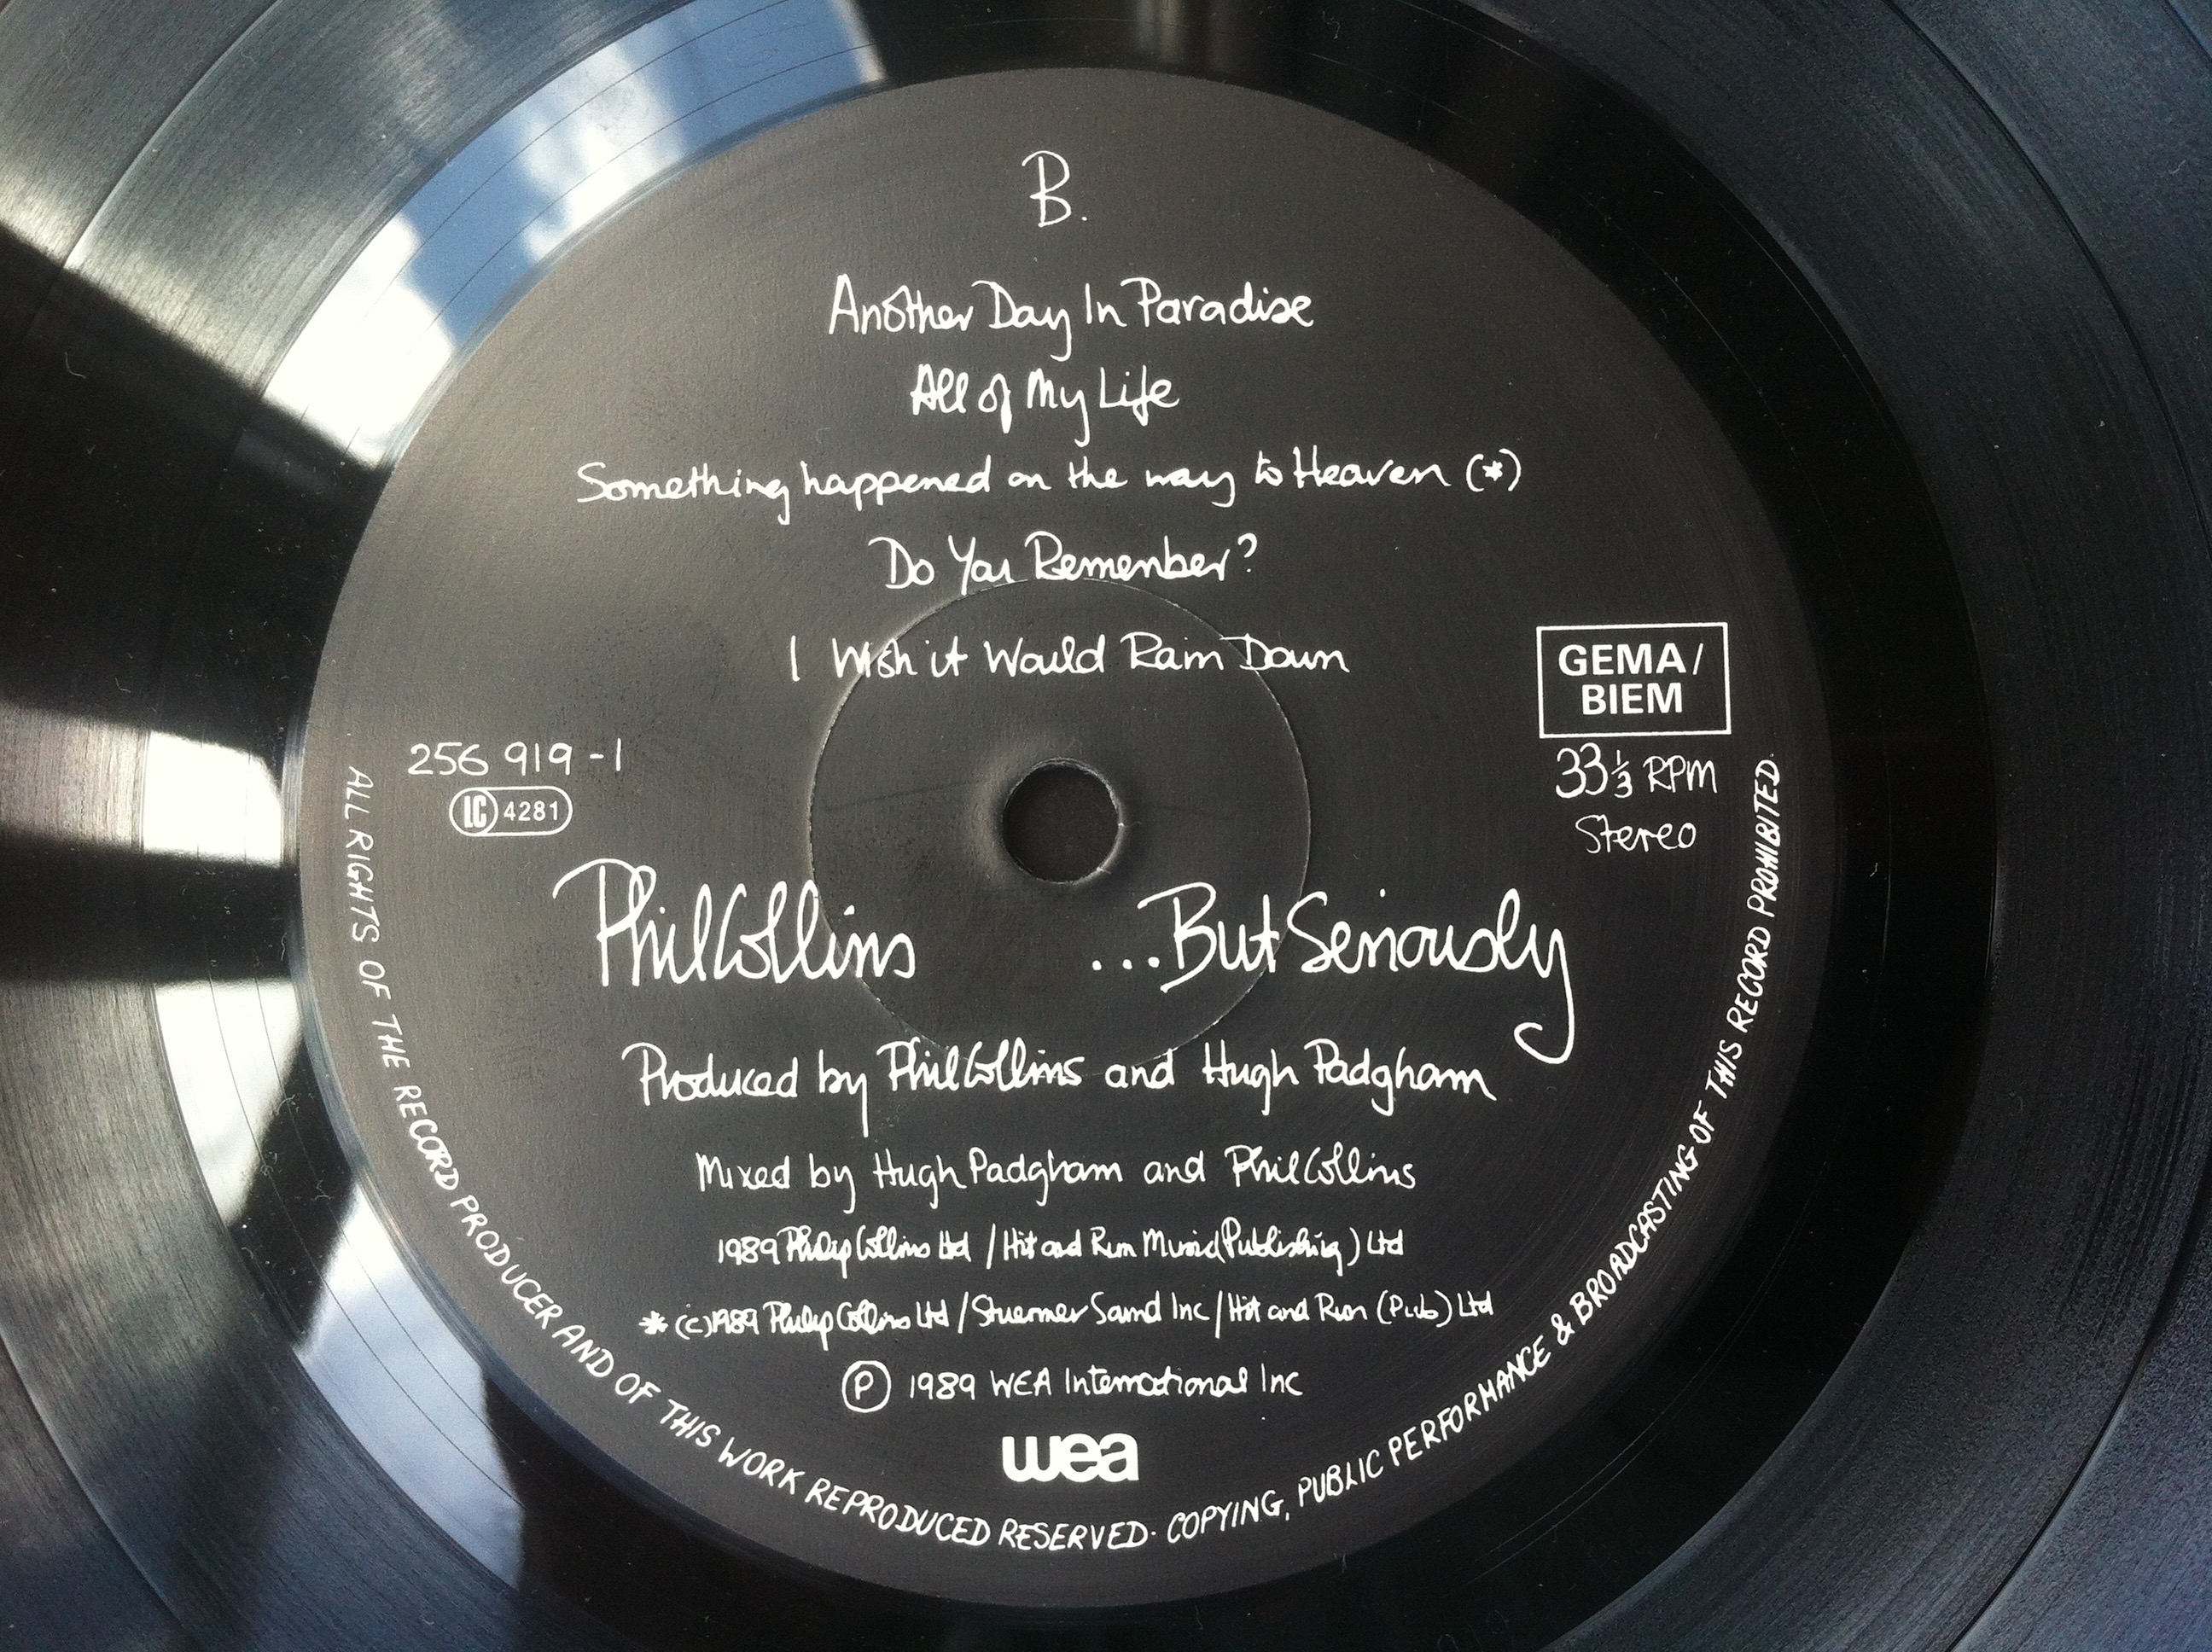 B.
Another Day In Paradise
All of My Life
Something happened on the way to Heaven (*)
Do You Remember?
I Wish it Would Rain Down
GEMA/
BIEM
256 919 -1
LC 4281
33⅓ RPM
Stereo
Phil Collins ...But Seriously
Produced by Phil Collins and Hugh Padgham
Mixed by Hugh Padgham and Phil Collins
1989 Philip Collins Ltd / Hit and Run Music (Publishing) Ltd
* (c) 1989 Philip Collins Ltd / Stuermer Sound Inc / Hit and Run (Pub) Ltd
Ⓟ 1989 WEA International Inc
wea
ALL RIGHTS OF THE RECORD PRODUCER AND OF THIS WORK REPRODUCED RESERVED· COPYING, PUBLIC PERFORMANCE & BROADCASTING OF THIS RECORD PROHIBITED.